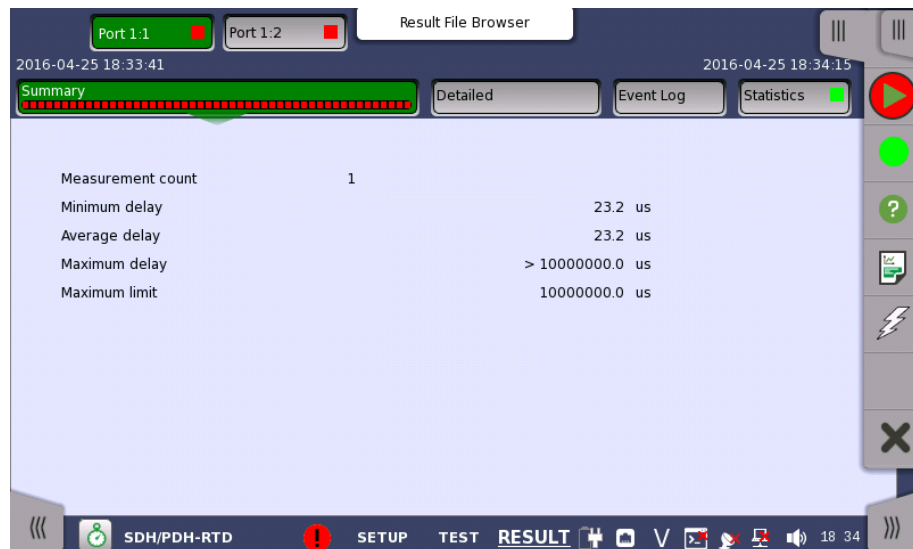 Result File Browser
Port 1:1 Port 1:2
2016-04-25 18:33:41 2016-04-25 18:34:15
Summary Detailed Event Log Statistics
Measurement count 1
Minimum delay 23.2 us
Average delay 23.2 us
Maximum delay > 10000000.0 us
Maximum limit 10000000.0 us
SDH/PDH-RTD SETUP TEST RESULT V 18 34